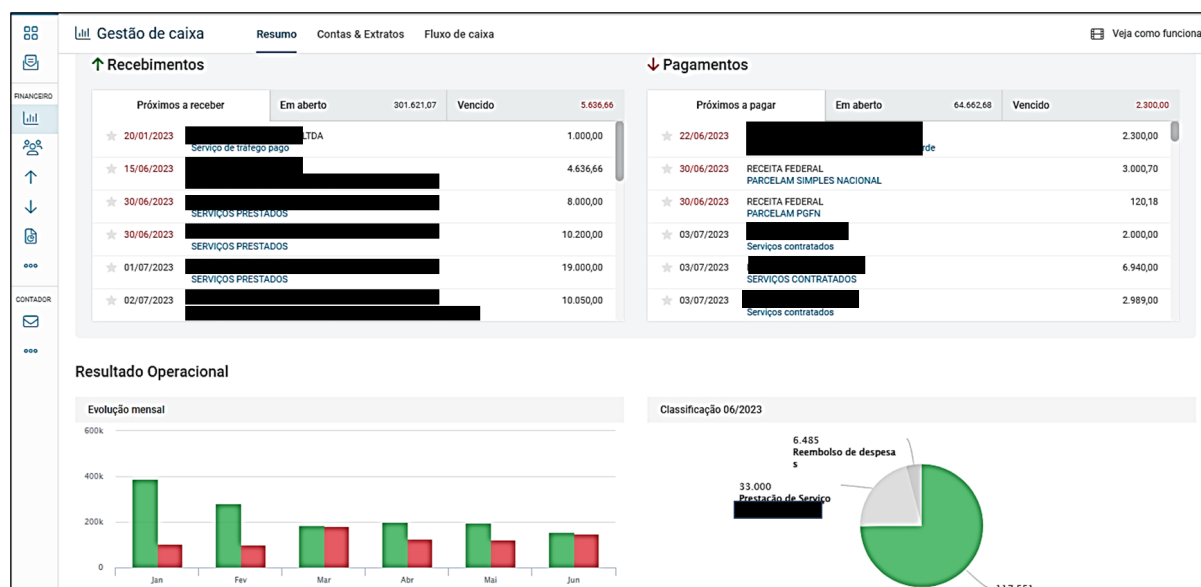 Gestão de caixa
Resumo
Contas & Extratos
Fluxo de caixa
Veja como funciona
FINANCEIRO
CONTADOR
Recebimentos
Próximos a receber
Em aberto 301.621,07
Vencido 5.636,66
20/01/2023 LTDA 1.000,00
Serviço de tráfego pago
15/06/2023 4.636,66
30/06/2023 8.000,00
SERVIÇOS PRESTADOS
30/06/2023 10.200,00
SERVIÇOS PRESTADOS
01/07/2023 19.000,00
SERVIÇOS PRESTADOS
02/07/2023 10.050,00
Pagamentos
Próximos a pagar
Em aberto 64.662,68
Vencido 2.300,00
22/06/2023 2.300,00
rde
30/06/2023 RECEITA FEDERAL 3.000,70
PARCELAM SIMPLES NACIONAL
30/06/2023 RECEITA FEDERAL 120,18
PARCELAM PGFN
03/07/2023 2.000,00
Serviços contratados
03/07/2023 6.940,00
SERVIÇOS CONTRATADOS
03/07/2023 2.989,00
Serviços contratados
Resultado Operacional
Evolução mensal
600k
400k
200k
0
Jan Fev Mar Abr Mai Jun
Classificação 06/2023
6.485
Reembolso de despesa
s
33.000
Prestação de Serviço